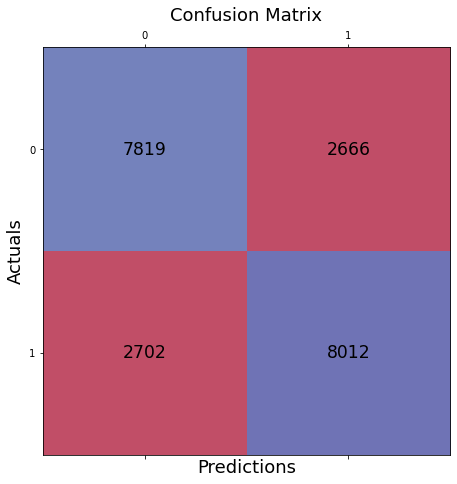 Confusion Matrix
0 1
0 7819 2666
Actuals
1 2702 8012
Predictions